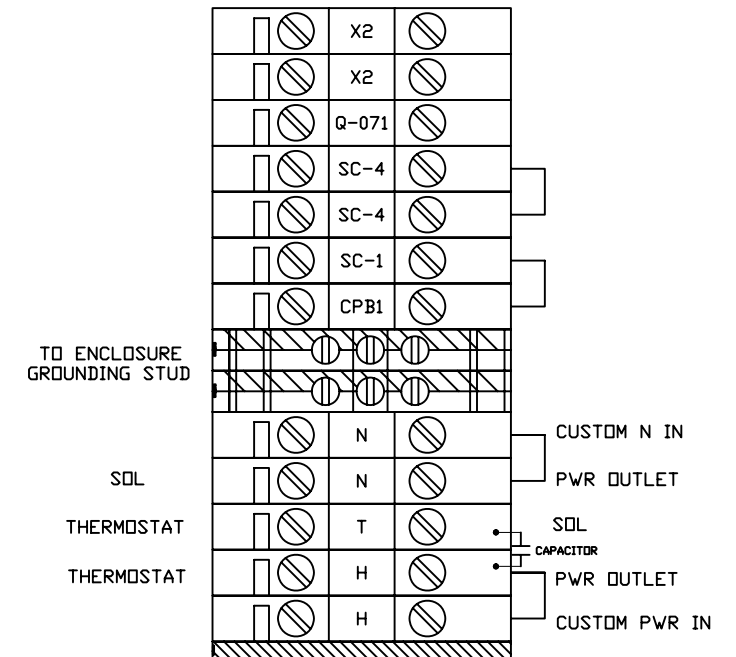 X2
X2
Q-071
SC-4
SC-4
SC-1
CPB1
TO ENCLOSURE
GROUNDING STUD
N CUSTOM N IN
SOL N PWR OUTLET
THERMOSTAT T SOL
CAPACITOR
THERMOSTAT H PWR OUTLET
H CUSTOM PWR IN